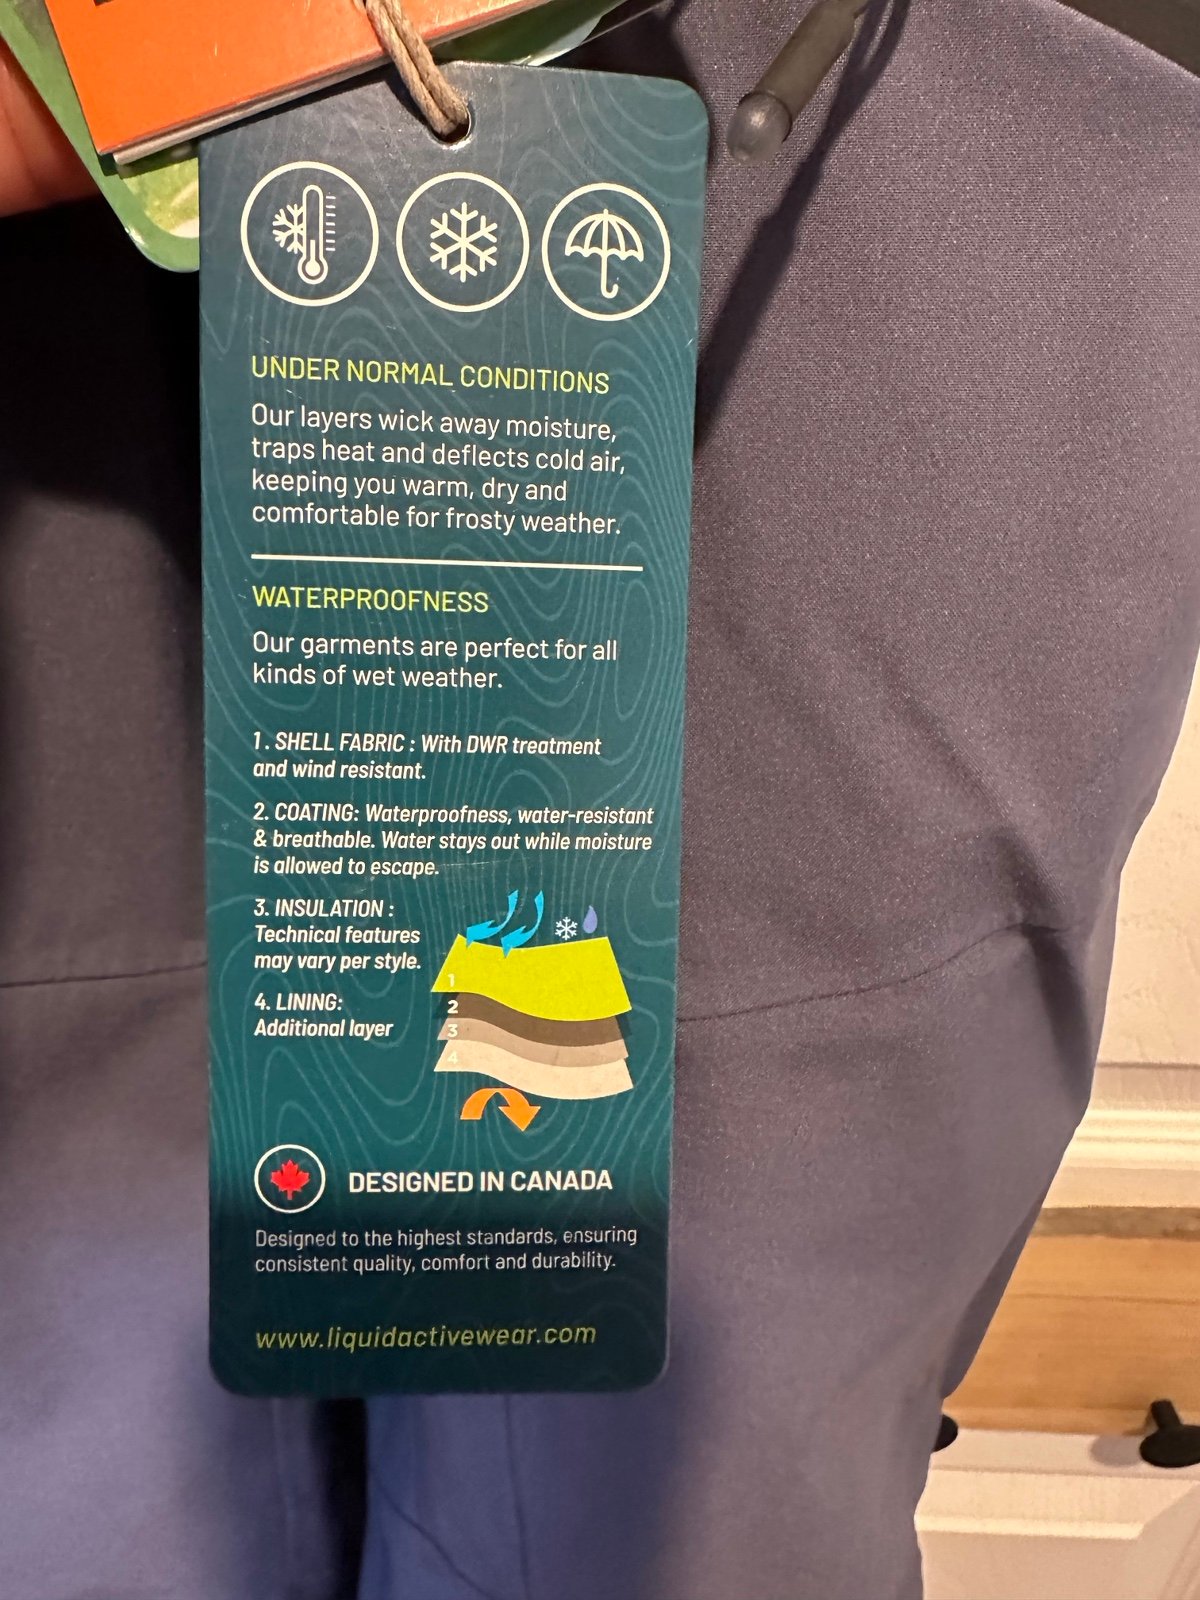 UNDER NORMAL CONDITIONS
Our layers wick away moisture,
traps heat and deflects cold air,
keeping you warm, dry and
comfortable for frosty weather.
WATERPROOFNESS
Our garments are perfect for all
kinds of wet weather.
1. SHELL FABRIC : With DWR treatment
and wind resistant.
2. COATING: Waterproofness, water-resistant
& breathable. Water stays out while moisture
is allowed to escape.
3. INSULATION :
Technical features
may vary per style.
4. LINING:
Additional layer
1
2
3
4
DESIGNED IN CANADA
Designed to the highest standards, ensuring
consistent quality, comfort and durability.
www.liquidactivewear.com